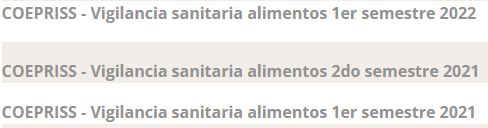 COEPRISS - Vigilancia sanitaria alimentos 1er semestre 2022
COEPRISS - Vigilancia sanitaria alimentos 2do semestre 2021
COEPRISS - Vigilancia sanitaria alimentos 1er semestre 2021